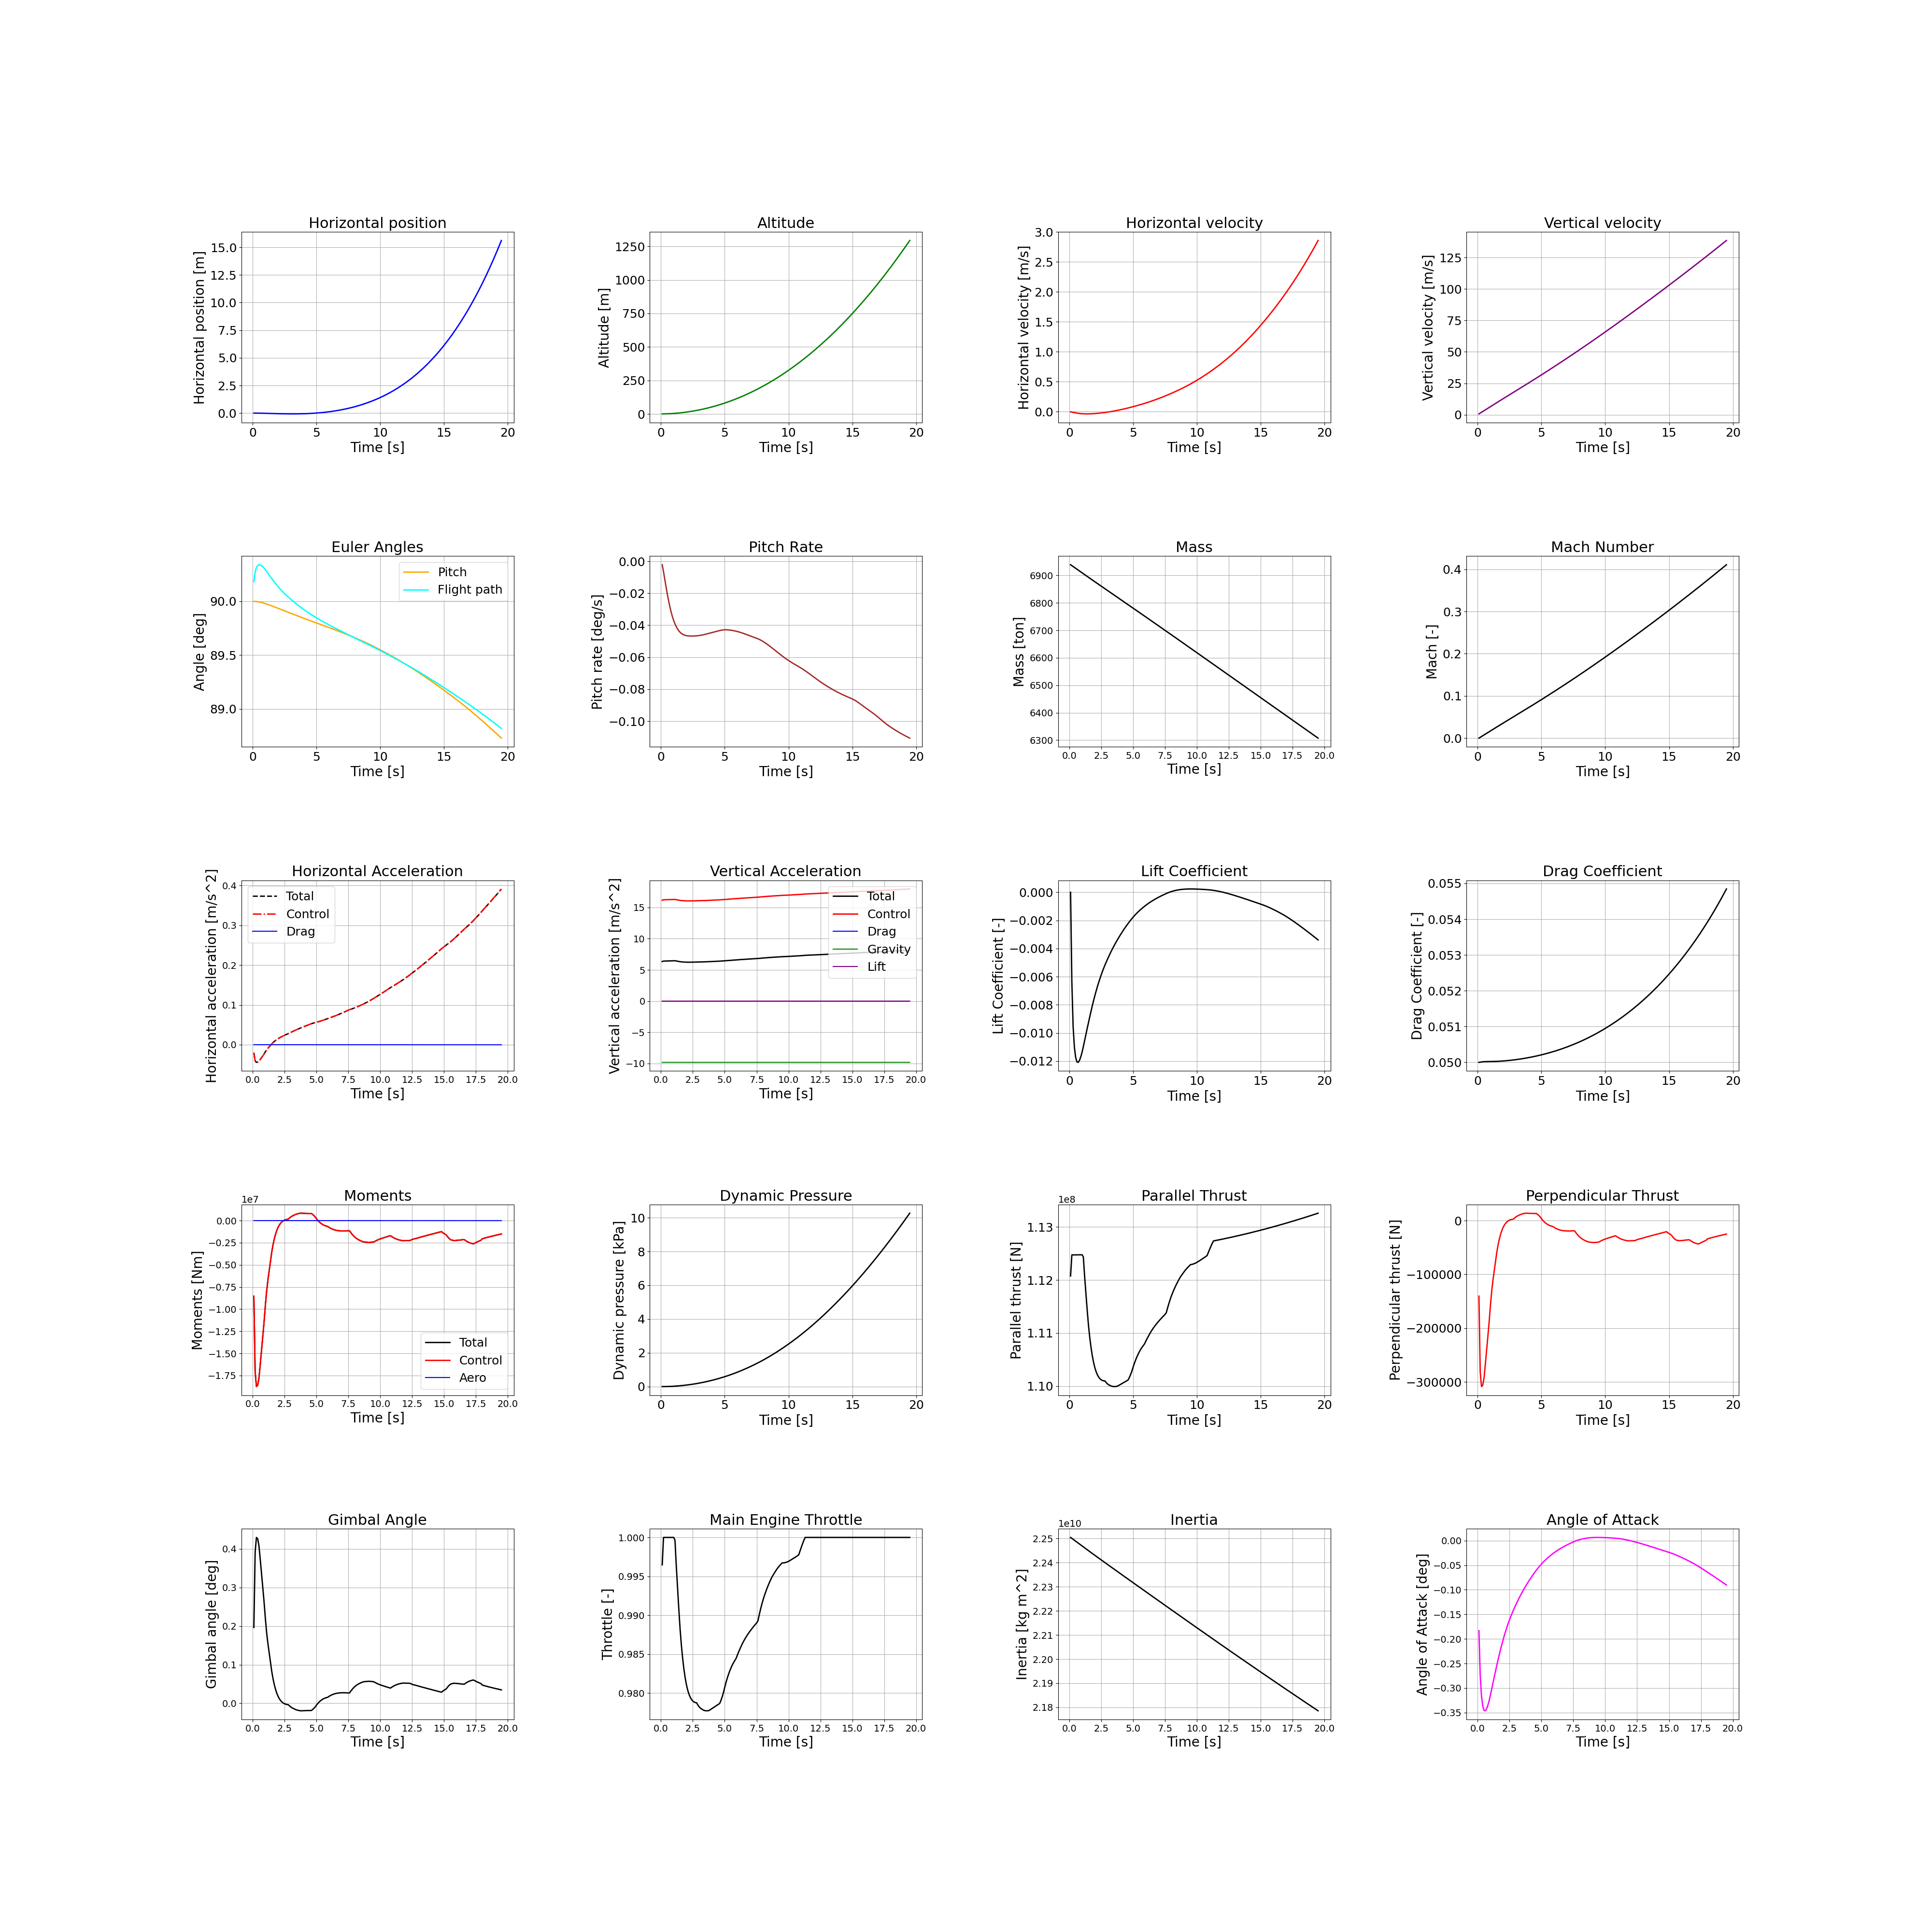 Horizontal position
Horizontal position [m]
15.0
12.5
10.0
7.5
5.0
2.5
0.0
0 5 10 15 20
Time [s]
Altitude
Altitude [m]
1250
1000
750
500
250
0
0 5 10 15 20
Time [s]
Horizontal velocity
Horizontal velocity [m/s]
3.0
2.5
2.0
1.5
1.0
0.5
0.0
0 5 10 15 20
Time [s]
Vertical velocity
Vertical velocity [m/s]
125
100
75
50
25
0
0 5 10 15 20
Time [s]
Euler Angles
Angle [deg]
90.0
89.5
89.0
Pitch
Flight path
0 5 10 15 20
Time [s]
Pitch Rate
Pitch rate [deg/s]
0.00
−0.02
−0.04
−0.06
−0.08
−0.10
0 5 10 15 20
Time [s]
Mass
Mass [ton]
6900
6800
6700
6600
6500
6400
6300
0.0 2.5 5.0 7.5 10.0 12.5 15.0 17.5 20.0
Time [s]
Mach Number
Mach [-]
0.4
0.3
0.2
0.1
0.0
0 5 10 15 20
Time [s]
Horizontal Acceleration
Horizontal acceleration [m/s^2]
0.4
0.3
0.2
0.1
0.0
Total
Control
Drag
0.0 2.5 5.0 7.5 10.0 12.5 15.0 17.5 20.0
Time [s]
Vertical Acceleration
Vertical acceleration [m/s^2]
15
10
5
0
−5
−10
Total
Control
Drag
Gravity
Lift
0.0 2.5 5.0 7.5 10.0 12.5 15.0 17.5 20.0
Time [s]
Lift Coefficient
Lift Coefficient [-]
0.000
−0.002
−0.004
−0.006
−0.008
−0.010
−0.012
0 5 10 15 20
Time [s]
Drag Coefficient
Drag Coefficient [-]
0.055
0.054
0.053
0.052
0.051
0.050
0 5 10 15 20
Time [s]
Moments
1e7
Moments [Nm]
0.00
−0.25
−0.50
−0.75
−1.00
−1.25
−1.50
−1.75
Total
Control
Aero
0.0 2.5 5.0 7.5 10.0 12.5 15.0 17.5 20.0
Time [s]
Dynamic Pressure
Dynamic pressure [kPa]
10
8
6
4
2
0
0 5 10 15 20
Time [s]
Parallel Thrust
1e8
Parallel thrust [N]
1.13
1.12
1.11
1.10
0 5 10 15 20
Time [s]
Perpendicular Thrust
Perpendicular thrust [N]
0
−100000
−200000
−300000
0 5 10 15 20
Time [s]
Gimbal Angle
Gimbal angle [deg]
0.4
0.3
0.2
0.1
0.0
0.0 2.5 5.0 7.5 10.0 12.5 15.0 17.5 20.0
Time [s]
Main Engine Throttle
Throttle [-]
1.000
0.995
0.990
0.985
0.980
0.0 2.5 5.0 7.5 10.0 12.5 15.0 17.5 20.0
Time [s]
Inertia
1e10
Inertia [kg m^2]
2.25
2.24
2.23
2.22
2.21
2.20
2.19
2.18
0.0 2.5 5.0 7.5 10.0 12.5 15.0 17.5 20.0
Time [s]
Angle of Attack
Angle of Attack [deg]
0.00
−0.05
−0.10
−0.15
−0.20
−0.25
−0.30
−0.35
0.0 2.5 5.0 7.5 10.0 12.5 15.0 17.5 20.0
Time [s]